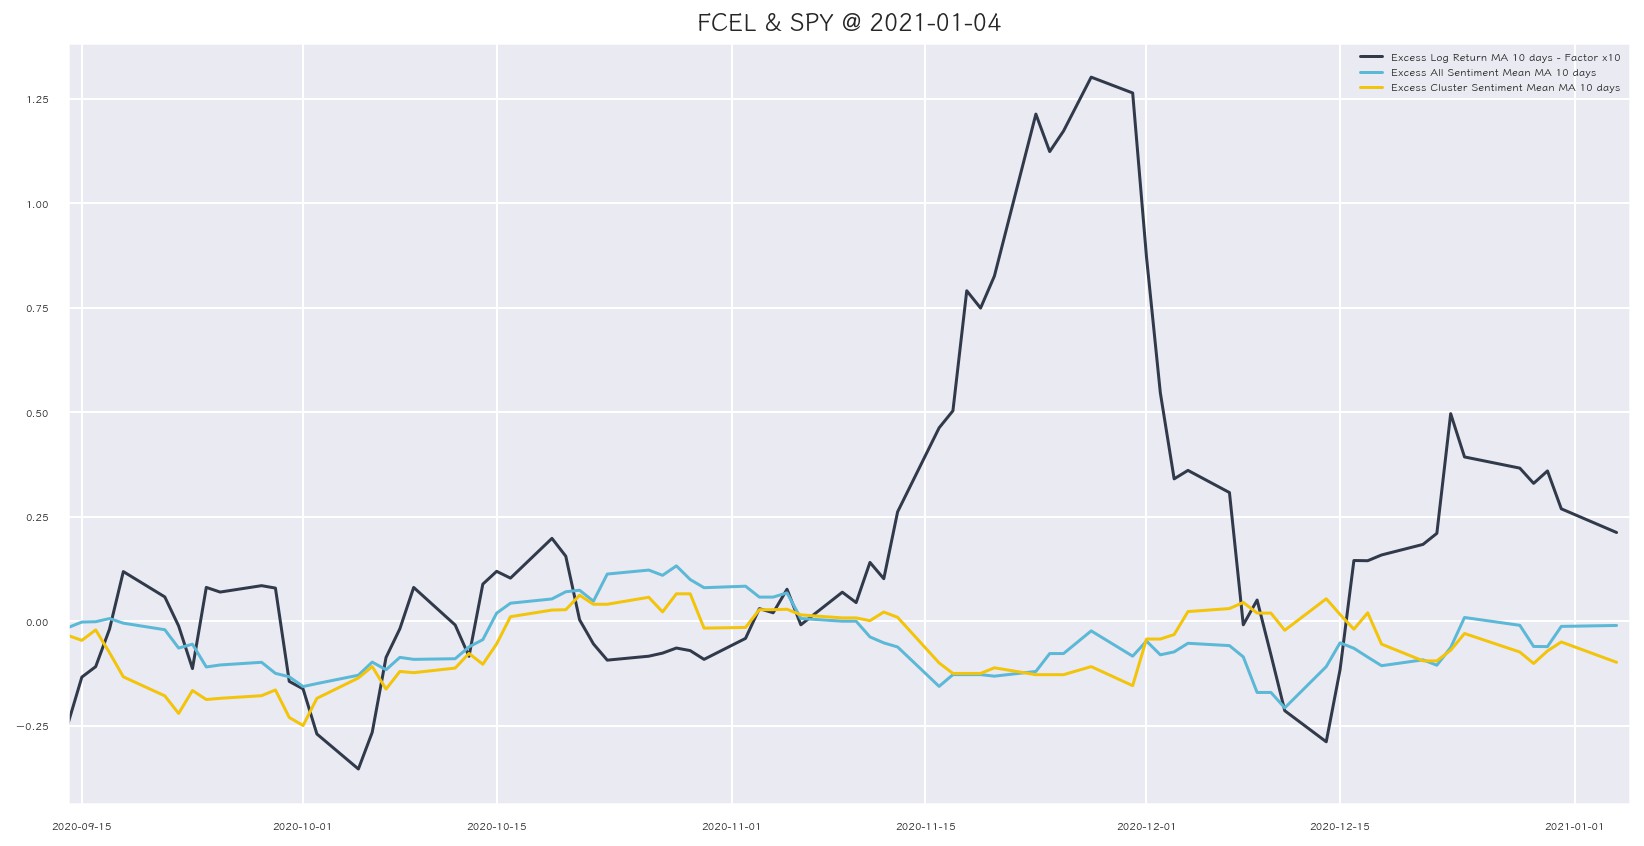 FCEL & SPY @ 2021-01-04
Excess Log Return MA 10 days - Factor x10
Excess All Sentiment Mean MA 10 days
Excess Cluster Sentiment Mean MA 10 days
1.25
1.00
0.75
0.50
0.25
0.00
−0.25
2020-09-15 2020-10-01 2020-10-15 2020-11-01 2020-11-15 2020-12-01 2020-12-15 2021-01-01